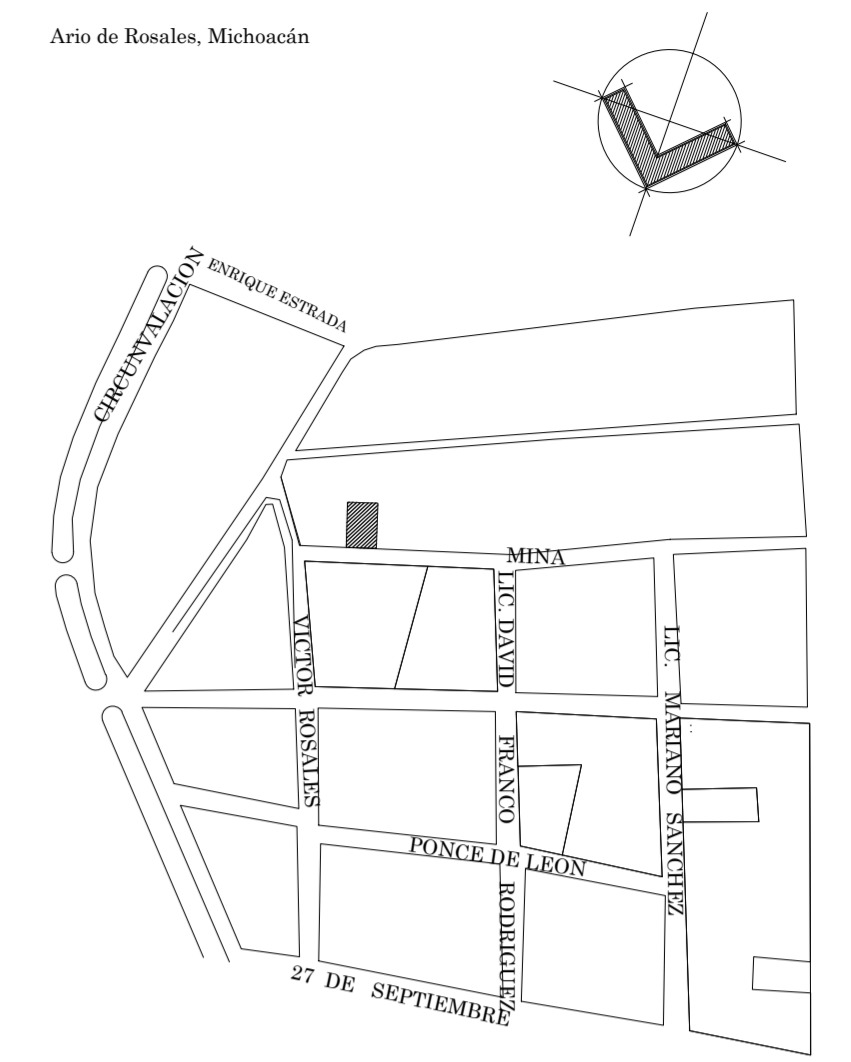 Ario de Rosales, Michoacán
CIRCUNVALACION
ENRIQUE ESTRADA
MINA
VICTOR ROSALES
LIC. DAVID FRANCO RODRIGUEZ
LIC. MARIANO SANCHEZ
PONCE DE LEON
27 DE SEPTIEMBRE